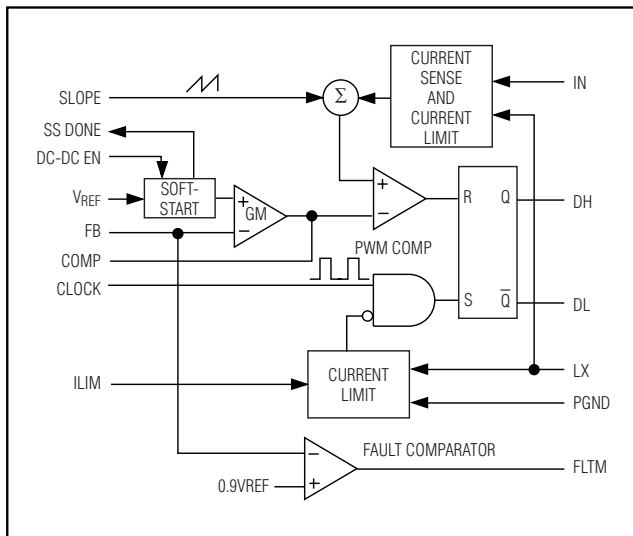 CURRENT
SENSE
AND
CURRENT
LIMIT
IN
SLOPE
Σ
SS DONE
DC-DC EN
VREF
SOFT-
START
+
GM
−
+
−
R
Q
DH
FB
COMP
PWM COMP
CLOCK
S
Q̅
DL
ILIM
CURRENT
LIMIT
LX
PGND
FAULT COMPARATOR
−
+
0.9VREF
FLTM